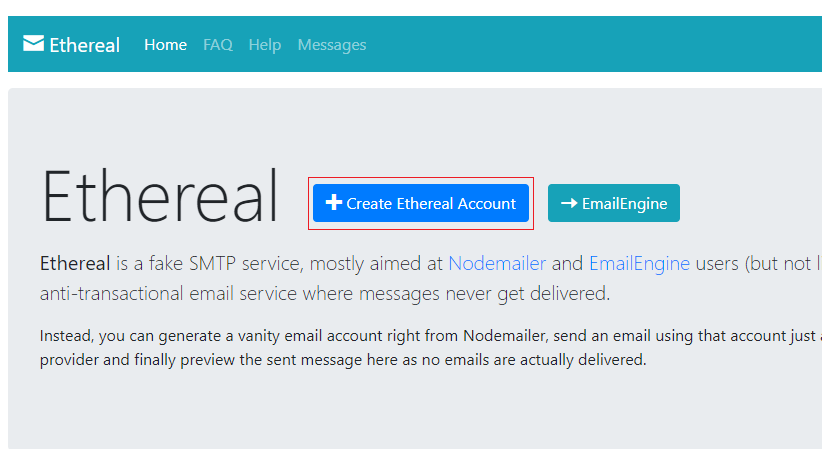 Ethereal Home FAQ Help Messages
Ethereal Create Ethereal Account EmailEngine
Ethereal is a fake SMTP service, mostly aimed at Nodemailer and EmailEngine users (but not
anti-transactional email service where messages never get delivered.
Instead, you can generate a vanity email account right from Nodemailer, send an email using that account just
provider and finally preview the sent message here as no emails are actually delivered.